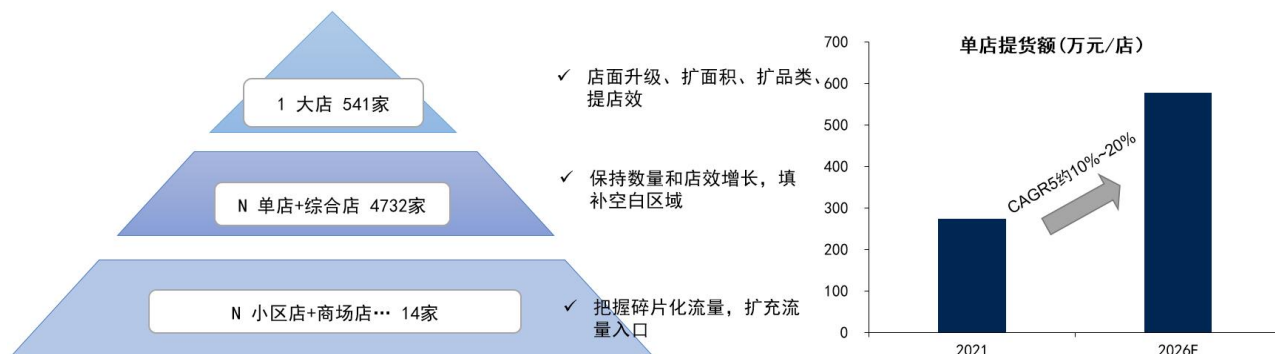 1 大店 541家
✓ 店面升级、扩面积、扩品类、
提店效
N 单店+综合店 4732家
✓ 保持数量和店效增长，填
补空白区域
N 小区店+商场店… 14家
✓ 把握碎片化流量，扩充流
量入口
单店提货额(万元/店)
700
600
500
400
300
200
100
0
CAGR5约10%~20%
2021
2026E